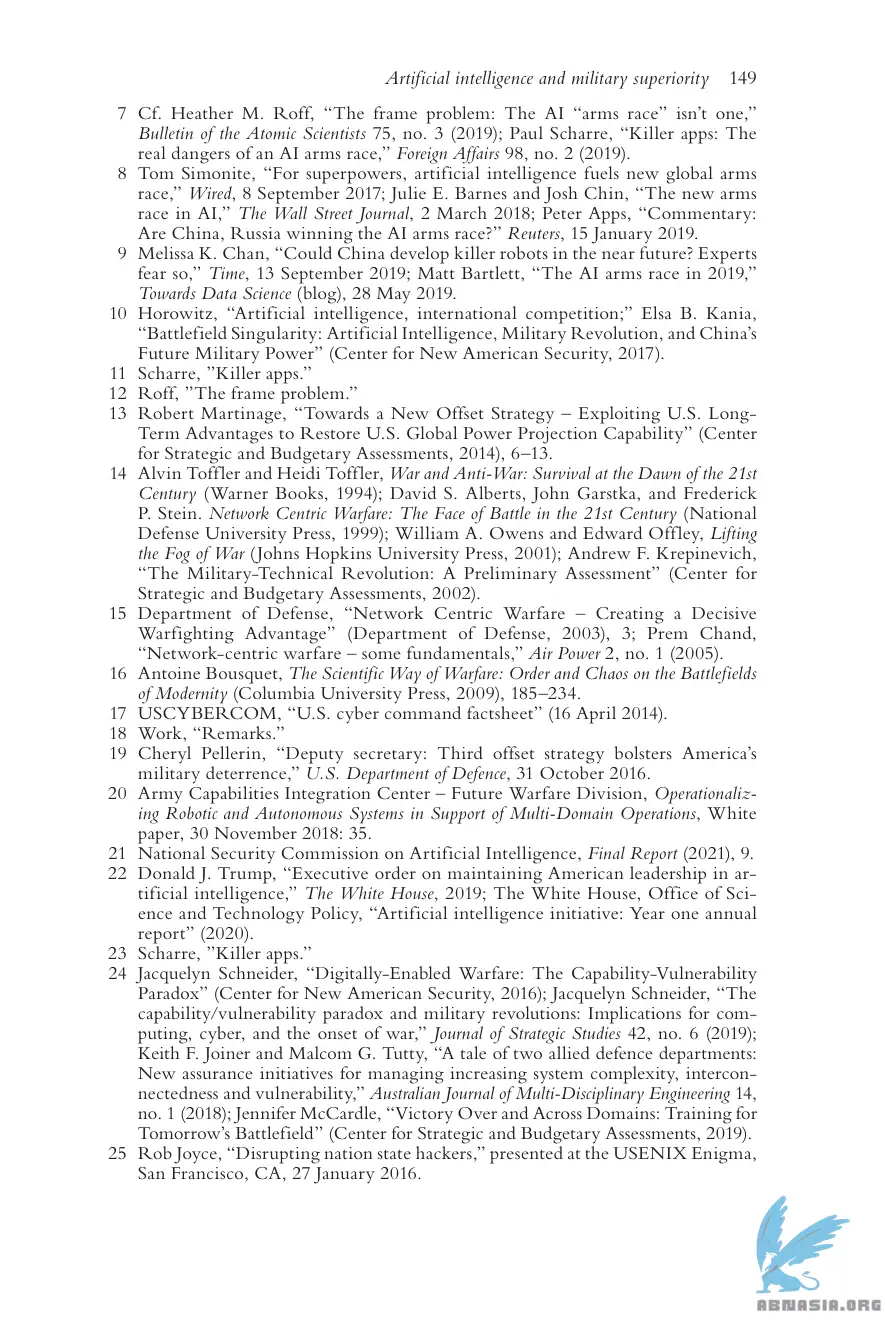 Artificial intelligence and military superiority 149
7 Cf. Heather M. Roff, “The frame problem: The AI “arms race” isn’t one,”
Bulletin of the Atomic Scientists 75, no. 3 (2019); Paul Scharre, “Killer apps: The
real dangers of an AI arms race,” Foreign Affairs 98, no. 2 (2019).
8 Tom Simonite, “For superpowers, artificial intelligence fuels new global arms
race,” Wired, 8 September 2017; Julie E. Barnes and Josh Chin, “The new arms
race in AI,” The Wall Street Journal, 2 March 2018; Peter Apps, “Commentary:
Are China, Russia winning the AI arms race?” Reuters, 15 January 2019.
9 Melissa K. Chan, “Could China develop killer robots in the near future? Experts
fear so,” Time, 13 September 2019; Matt Bartlett, “The AI arms race in 2019,”
Towards Data Science (blog), 28 May 2019.
10 Horowitz, “Artificial intelligence, international competition;” Elsa B. Kania,
“Battlefield Singularity: Artificial Intelligence, Military Revolution, and China’s
Future Military Power” (Center for New American Security, 2017).
11 Scharre, ”Killer apps.”
12 Roff, ”The frame problem.”
13 Robert Martinage, “Towards a New Offset Strategy – Exploiting U.S. Long-
Term Advantages to Restore U.S. Global Power Projection Capability” (Center
for Strategic and Budgetary Assessments, 2014), 6–13.
14 Alvin Toffler and Heidi Toffler, War and Anti-War: Survival at the Dawn of the 21st
Century (Warner Books, 1994); David S. Alberts, John Garstka, and Frederick
P. Stein. Network Centric Warfare: The Face of Battle in the 21st Century (National
Defense University Press, 1999); William A. Owens and Edward Offley, Lifting
the Fog of War (Johns Hopkins University Press, 2001); Andrew F. Krepinevich,
“The Military-Technical Revolution: A Preliminary Assessment” (Center for
Strategic and Budgetary Assessments, 2002).
15 Department of Defense, “Network Centric Warfare – Creating a Decisive
Warfighting Advantage” (Department of Defense, 2003), 3; Prem Chand,
“Network-centric warfare – some fundamentals,” Air Power 2, no. 1 (2005).
16 Antoine Bousquet, The Scientific Way of Warfare: Order and Chaos on the Battlefields
of Modernity (Columbia University Press, 2009), 185–234.
17 USCYBERCOM, “U.S. cyber command factsheet” (16 April 2014).
18 Work, “Remarks.”
19 Cheryl Pellerin, “Deputy secretary: Third offset strategy bolsters America’s
military deterrence,” U.S. Department of Defence, 31 October 2016.
20 Army Capabilities Integration Center – Future Warfare Division, Operationaliz-
ing Robotic and Autonomous Systems in Support of Multi-Domain Operations, White
paper, 30 November 2018: 35.
21 National Security Commission on Artificial Intelligence, Final Report (2021), 9.
22 Donald J. Trump, “Executive order on maintaining American leadership in ar-
tificial intelligence,” The White House, 2019; The White House, Office of Sci-
ence and Technology Policy, “Artificial intelligence initiative: Year one annual
report” (2020).
23 Scharre, ”Killer apps.”
24 Jacquelyn Schneider, “Digitally-Enabled Warfare: The Capability-Vulnerability
Paradox” (Center for New American Security, 2016); Jacquelyn Schneider, “The
capability/vulnerability paradox and military revolutions: Implications for com-
puting, cyber, and the onset of war,” Journal of Strategic Studies 42, no. 6 (2019);
Keith F. Joiner and Malcom G. Tutty, “A tale of two allied defence departments:
New assurance initiatives for managing increasing system complexity, intercon-
nectedness and vulnerability,” Australian Journal of Multi-Disciplinary Engineering 14,
no. 1 (2018); Jennifer McCardle, “Victory Over and Across Domains: Training for
Tomorrow’s Battlefield” (Center for Strategic and Budgetary Assessments, 2019).
25 Rob Joyce, “Disrupting nation state hackers,” presented at the USENIX Enigma,
San Francisco, CA, 27 January 2016.
ABNASIA.ORG